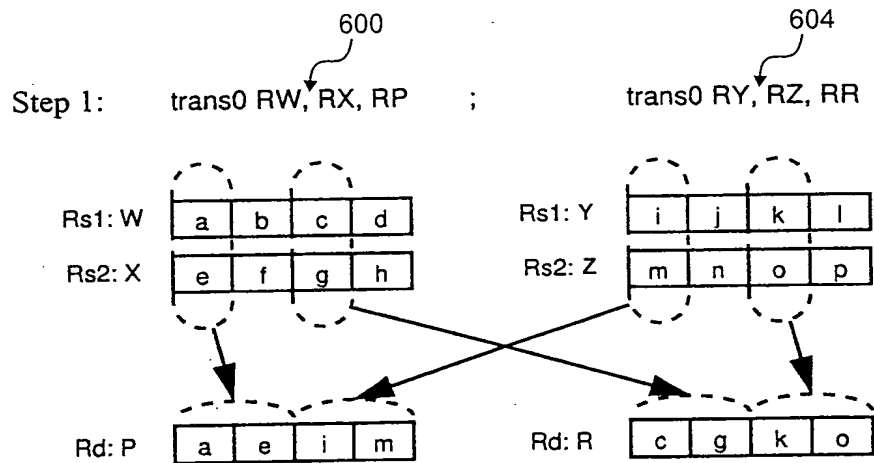 600
604
Step 1: trans0 RW, RX, RP ; trans0 RY, RZ, RR
Rs1: W a b c d
Rs1: Y i j k l
Rs2: X e f g h
Rs2: Z m n o p
Rd: P a e i m
Rd: R c g k o